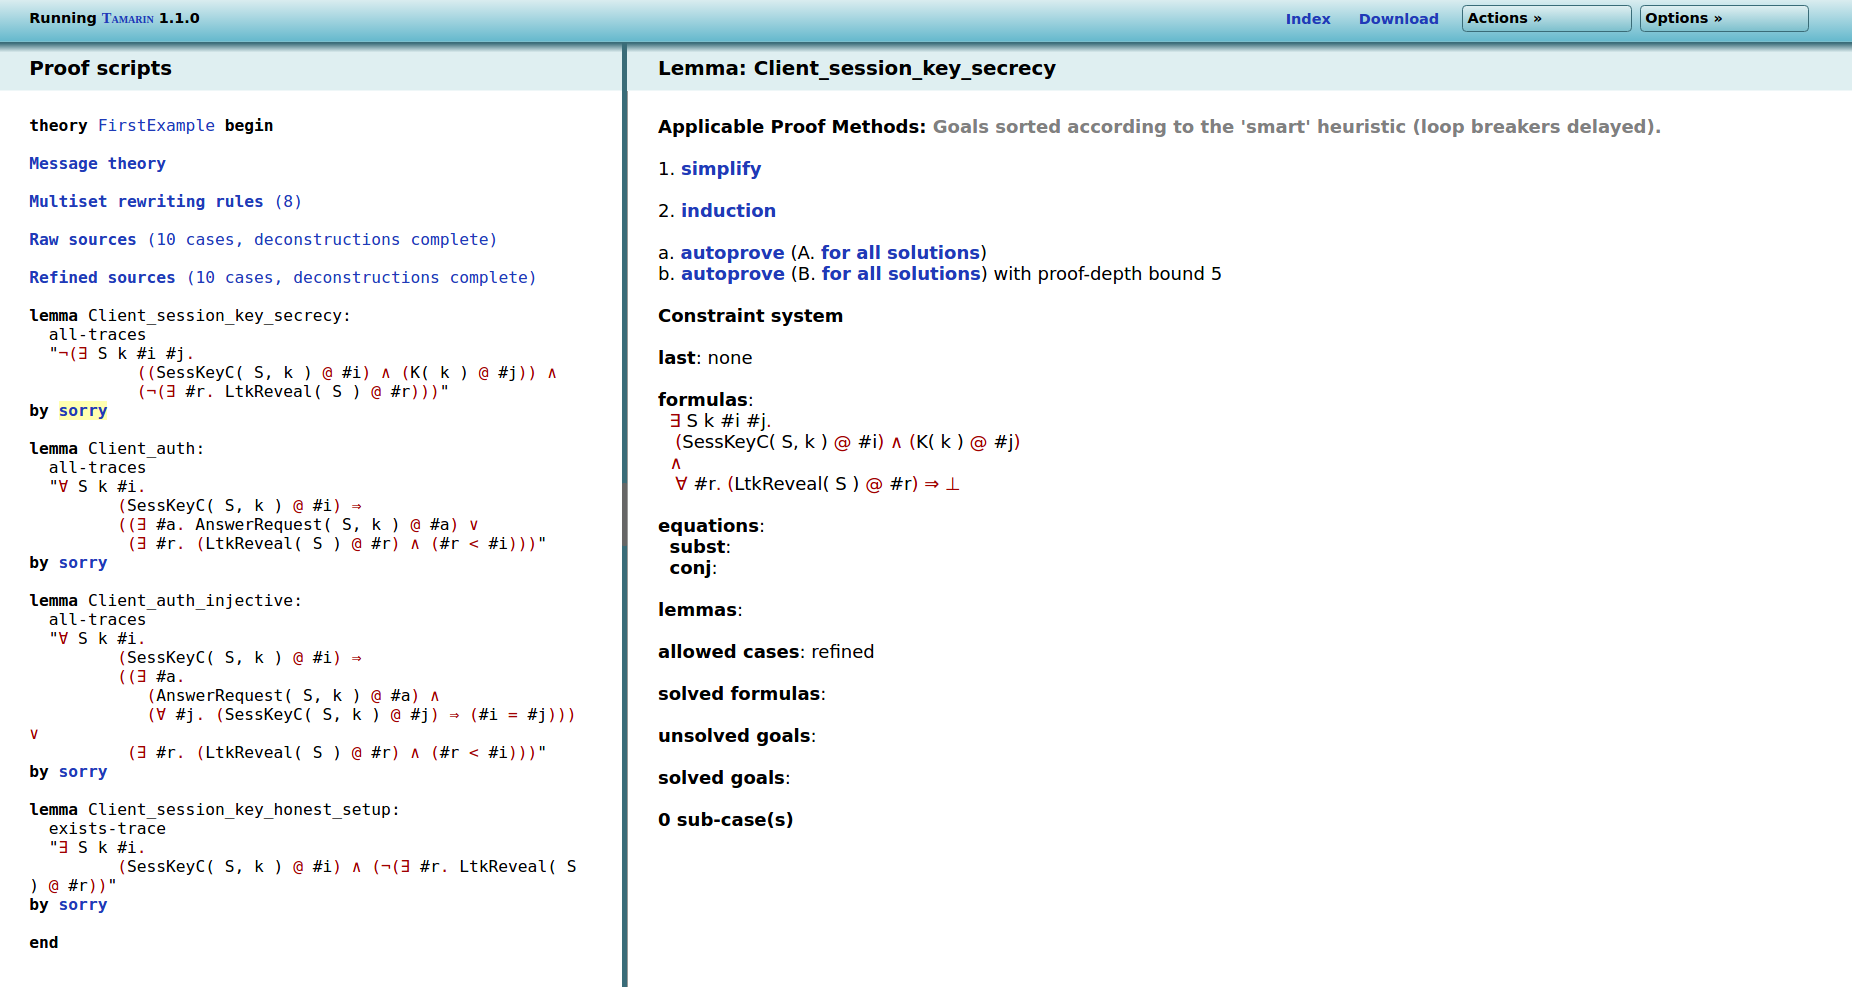 Running TAMARIN 1.1.0
Index Download Actions » Options »
Proof scripts
theory FirstExample begin
Message theory
Multiset rewriting rules (8)
Raw sources (10 cases, deconstructions complete)
Refined sources (10 cases, deconstructions complete)
lemma Client_session_key_secrecy:
all-traces
"¬(∃ S k #i #j.
((SessKeyC( S, k ) @ #i) ∧ (K( k ) @ #j)) ∧
(¬(∃ #r. LtkReveal( S ) @ #r)))"
by sorry
lemma Client_auth:
all-traces
"∀ S k #i.
(SessKeyC( S, k ) @ #i) ⇒
((∃ #a. AnswerRequest( S, k ) @ #a) ∨
(∃ #r. (LtkReveal( S ) @ #r) ∧ (#r < #i)))"
by sorry
lemma Client_auth_injective:
all-traces
"∀ S k #i.
(SessKeyC( S, k ) @ #i) ⇒
((∃ #a.
(AnswerRequest( S, k ) @ #a) ∧
(∀ #j. (SessKeyC( S, k ) @ #j) ⇒ (#i = #j)))
∨
(∃ #r. (LtkReveal( S ) @ #r) ∧ (#r < #i)))"
by sorry
lemma Client_session_key_honest_setup:
exists-trace
"∃ S k #i.
(SessKeyC( S, k ) @ #i) ∧ (¬(∃ #r. LtkReveal( S
) @ #r))"
by sorry
end
Lemma: Client_session_key_secrecy
Applicable Proof Methods: Goals sorted according to the 'smart' heuristic (loop breakers delayed).
1. simplify
2. induction
a. autoprove (A. for all solutions)
b. autoprove (B. for all solutions) with proof-depth bound 5
Constraint system
last: none
formulas:
∃ S k #i #j.
(SessKeyC( S, k ) @ #i) ∧ (K( k ) @ #j)
∧
∀ #r. (LtkReveal( S ) @ #r) ⇒ ⊥
equations:
subst:
conj:
lemmas:
allowed cases: refined
solved formulas:
unsolved goals:
solved goals:
0 sub-case(s)